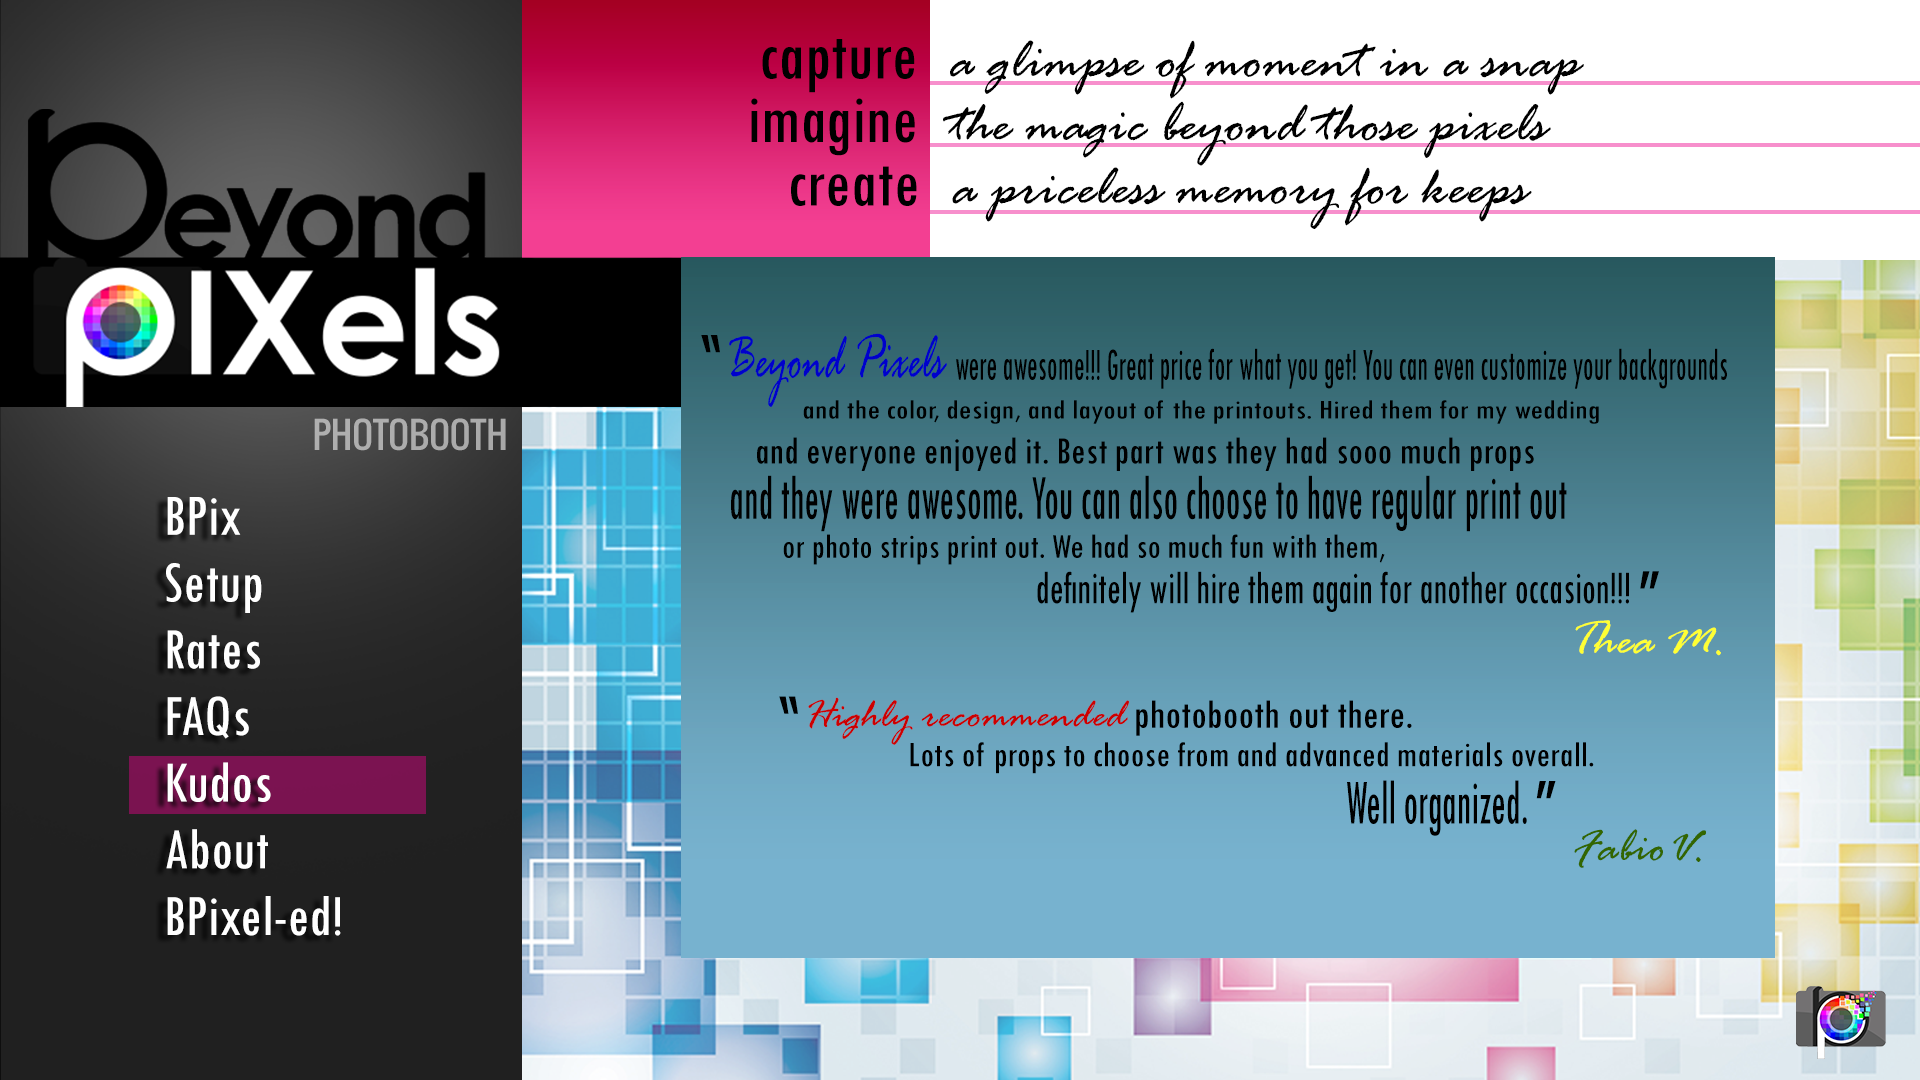 capture a glimpse of moment in a snap
imagine the magic beyond those pixels
create a priceless memory for keeps
beyond
pIXels
PHOTOBOOTH
BPix
Setup
Rates
FAQs
Kudos
About
BPixel-ed!
" Beyond Pixels were awesome!!! Great price for what you get! You can even customize your backgrounds
and the color, design, and layout of the printouts. Hired them for my wedding
and everyone enjoyed it. Best part was they had sooo much props
and they were awesome. You can also choose to have regular print out
or photo strips print out. We had so much fun with them,
definitely will hire them again for another occasion!!! "
Thea M.
" Highly recommended photobooth out there.
Lots of props to choose from and advanced materials overall.
Well organized. "
Fabio V.